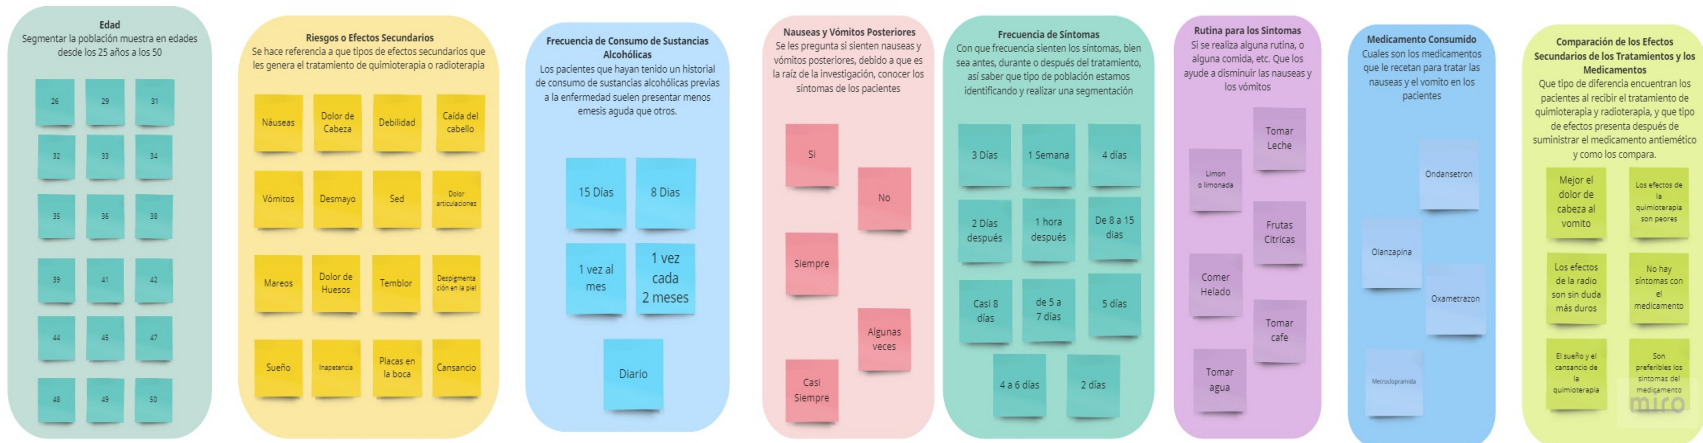 Edad
Segmentar la población muestra en edades
desde los 25 años a los 50
26
29
31
32
33
34
35
36
38
39
41
42
44
45
47
48
49
50
Riesgos o Efectos Secundarios
Se hace referencia a que tipos de efectos secundarios que
les genera el tratamiento de quimioterapia o radioterapia
Náuseas
Dolor de
Cabeza
Debilidad
Caída del
cabello
Vómitos
Desmayo
Sed
Dolor
articulaciones
Mareos
Dolor de
Huesos
Temblor
Despigmenta
ción en la piel
Sueño
Inapetencia
Placas en
la boca
Cansancio
Frecuencia de Consumo de Sustancias
Alcohólicas
Los pacientes que hayan tenido un historial
de consumo de sustancias alcohólicas previas
a la enfermedad suelen presentar menos
emesis aguda que otros.
15 Días
8 Dias
1 vez al
mes
1 vez
cada
2 meses
Diario
Nauseas y Vómitos Posteriores
Se les pregunta si sienten nauseas y
vómitos posteriores, debido a que es
la raíz de la investigación, conocer los
síntomas de los pacientes
Si
No
Siempre
Algunas
veces
Casi
Siempre
Frecuencia de Síntomas
Con que frecuencia sienten los síntomas, bien
sea antes, durante o después del tratamiento,
así saber que tipo de población estamos
identificando y realizar una segmentación
3 Días
1 Semana
4 días
2 Días
después
1 hora
después
De 8 a 15
días
Casi 8
días
de 5 a
7 días
5 días
4 a 6 días
2 días
Rutina para los Sintomas
Si se realiza alguna rutina, o
alguna comida, etc. Que los
ayude a disminuir las nauseas y
los vómitos
Tomar
Leche
Limon
o limonada
Frutas
Citricas
Comer
Helado
Tomar
cafe
Tomar
agua
Medicamento Consumido
Cuales son los medicamentos
que le recetan para tratar las
nauseas y el vomito en los
pacientes
Ondansetron
Olanzapina
Oxametrazon
Metroclopramida
Comparación de los Efectos
Secundarios de los Tratamientos y los
Medicamentos
Que tipo de diferencia encuentran los
pacientes al recibir el tratamiento de
quimioterapia y radioterapia, y que tipo
de efectos presenta después de
suministrar el medicamento antiemético
y como los compara.
Mejor el
dolor de
cabeza al
vomito
Los efectos
de la
quimioterapia
son peores
Los efectos
de la radio
son sin duda
más duros
No hay
síntomas con
el
medicamento
El sueño y el
cansancio de
la
quimioterapia
Son
preferibles los
sintomas del
medicamento
miro